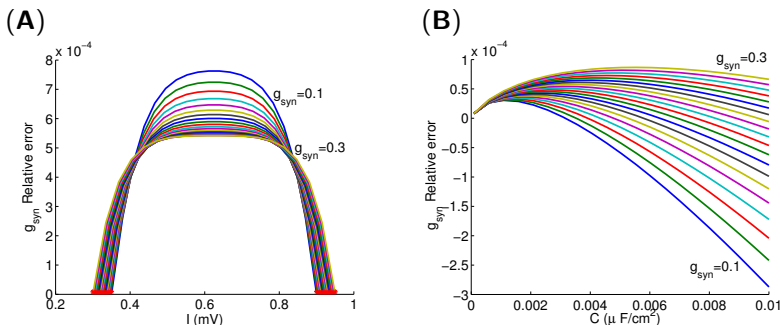 (A)
(B)
x 10⁻⁴
8
7
6
5
4
3
2
1
0
g_syn Relative error
g_syn=0.1
g_syn=0.3
0.2
0.4
0.6
0.8
1
I (mV)
x 10⁻⁴
1
0.5
0
−0.5
−1
−1.5
−2
−2.5
−3
g_syn Relative error
g_syn=0.3
g_syn=0.1
0
0.002
0.004
0.006
0.008
0.01
C (μ F/cm²)